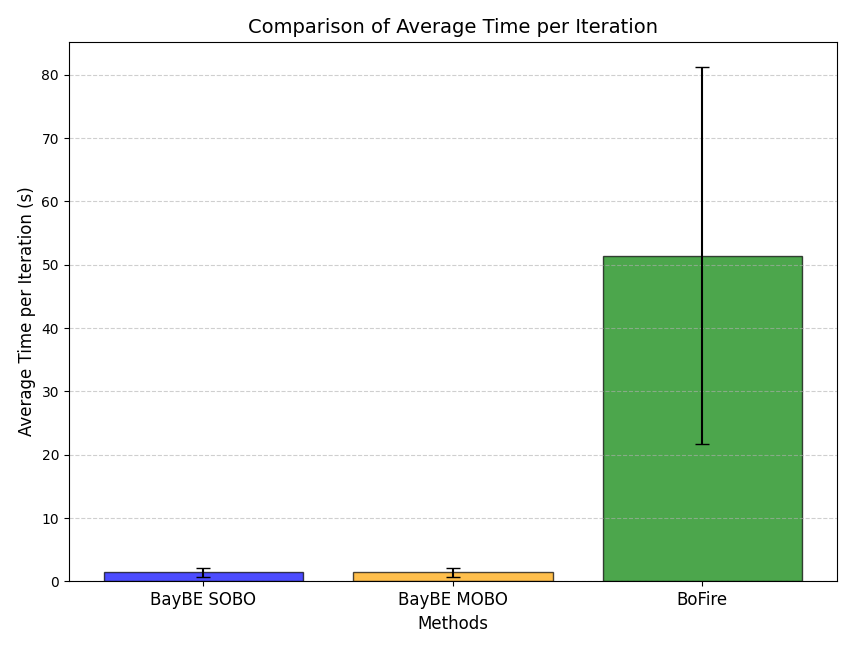 Comparison of Average Time per Iteration
Average Time per Iteration (s)
80
70
60
50
40
30
20
10
0
BayBE SOBO
BayBE MOBO
BoFire
Methods